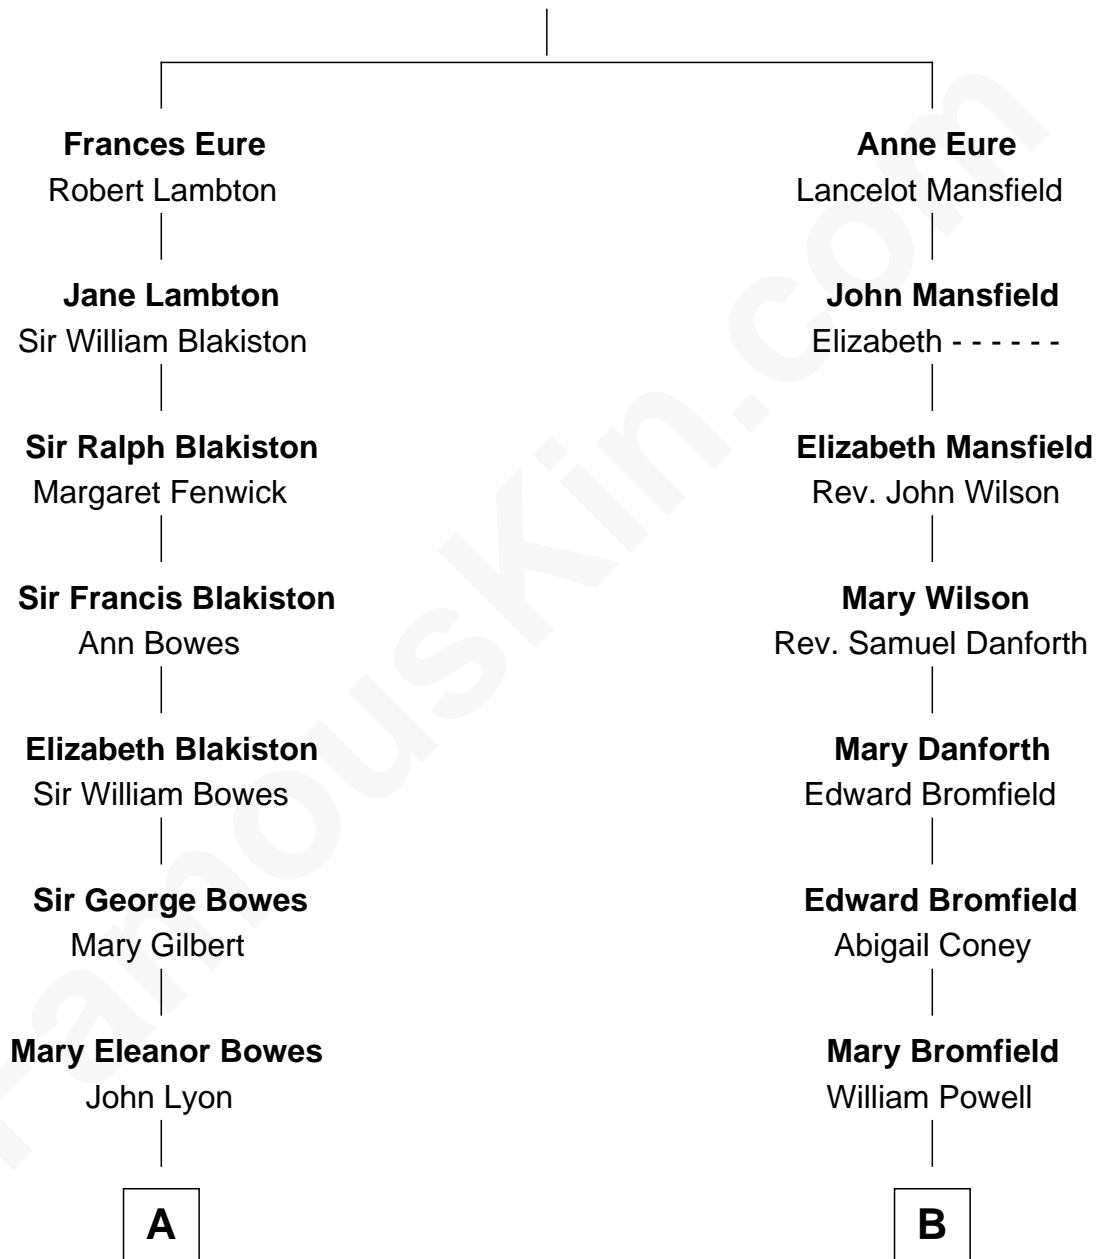 Frances Eure
Robert Lambton
Anne Eure
Lancelot Mansfield
Jane Lambton
Sir William Blakiston
John Mansfield
Elizabeth - - - - - -
Sir Ralph Blakiston
Margaret Fenwick
Elizabeth Mansfield
Rev. John Wilson
Sir Francis Blakiston
Ann Bowes
Mary Wilson
Rev. Samuel Danforth
Elizabeth Blakiston
Sir William Bowes
Mary Danforth
Edward Bromfield
Sir George Bowes
Mary Gilbert
Edward Bromfield
Abigail Coney
Mary Eleanor Bowes
John Lyon
Mary Bromfield
William Powell
A
B
FamousKin.com